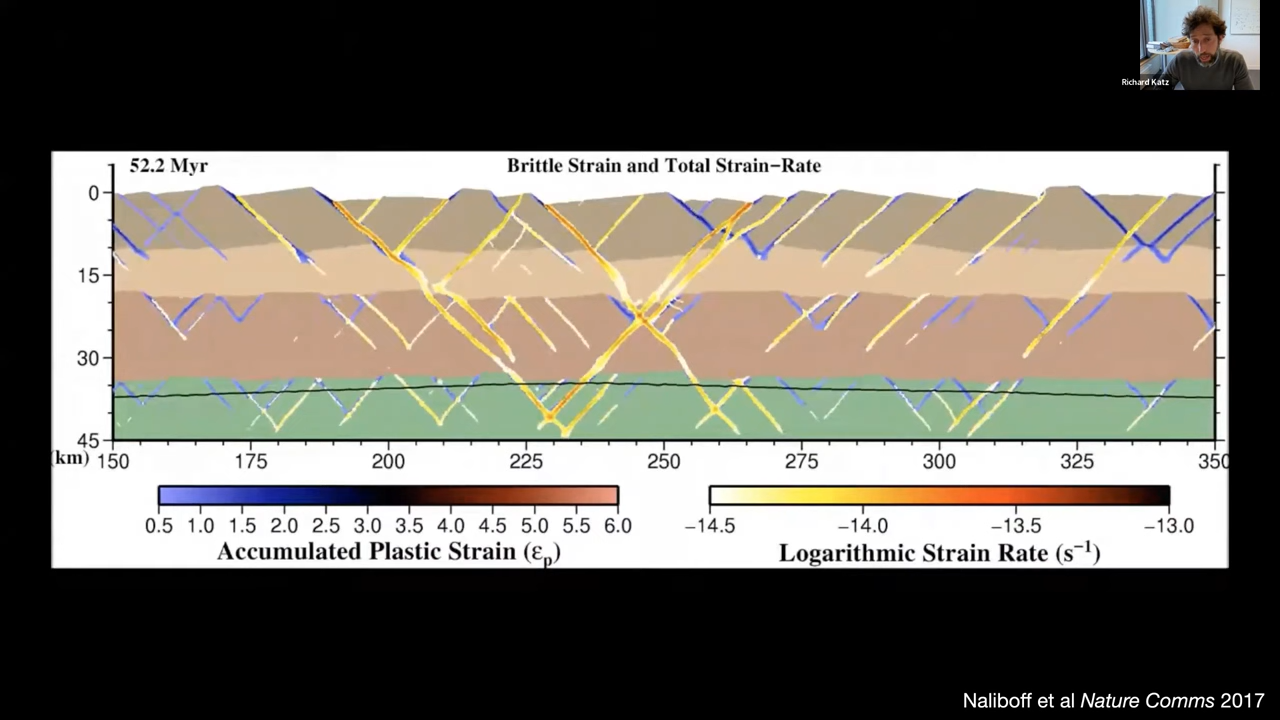 Richard Katz
52.2 Myr
Brittle Strain and Total Strain-Rate
0
15
30
45
(km) 150 175 200 225 250 275 300 325 350
0.5 1.0 1.5 2.0 2.5 3.0 3.5 4.0 4.5 5.0 5.5 6.0
Accumulated Plastic Strain (εp)
−14.5 −14.0 −13.5 −13.0
Logarithmic Strain Rate (s⁻¹)
Naliboff et al Nature Comms 2017